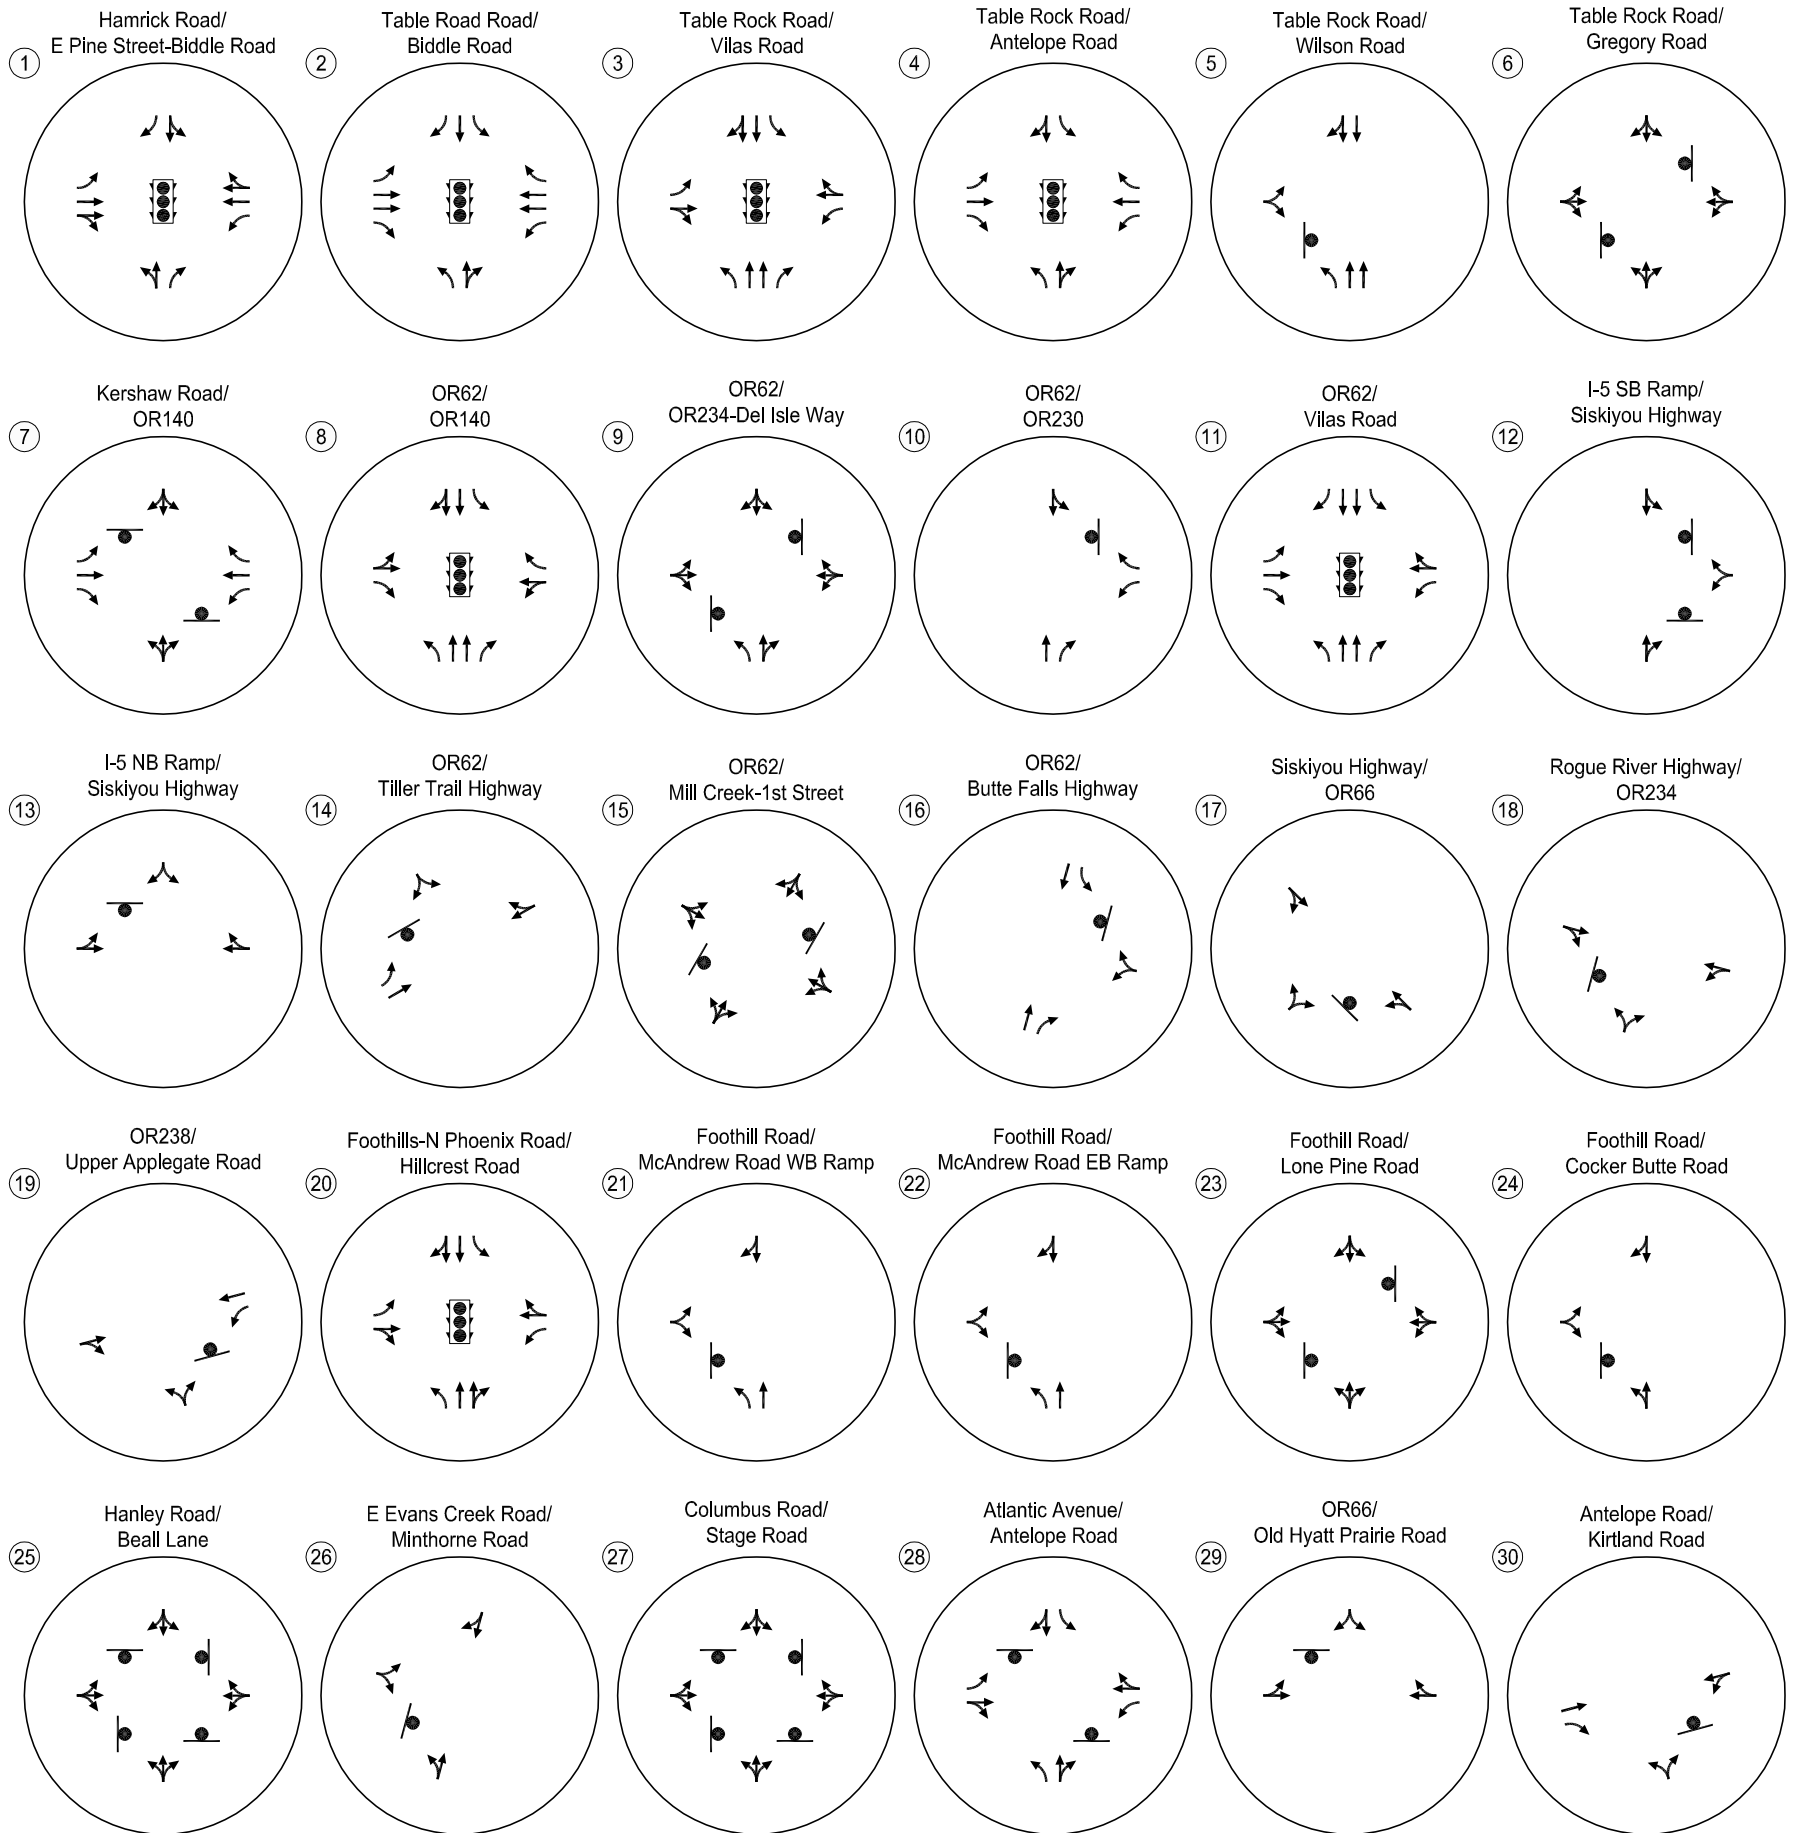 Hamrick Road/
E Pine Street-Biddle Road
1
Table Road Road/
Biddle Road
2
Table Rock Road/
Vilas Road
3
Table Rock Road/
Antelope Road
4
Table Rock Road/
Wilson Road
5
Table Rock Road/
Gregory Road
6
Kershaw Road/
OR140
7
OR62/
OR140
8
OR62/
OR234-Del Isle Way
9
OR62/
OR230
10
OR62/
Vilas Road
11
I-5 SB Ramp/
Siskiyou Highway
12
I-5 NB Ramp/
Siskiyou Highway
13
OR62/
Tiller Trail Highway
14
OR62/
Mill Creek-1st Street
15
OR62/
Butte Falls Highway
16
Siskiyou Highway/
OR66
17
Rogue River Highway/
OR234
18
OR238/
Upper Applegate Road
19
Foothills-N Phoenix Road/
Hillcrest Road
20
Foothill Road/
McAndrew Road WB Ramp
21
Foothill Road/
McAndrew Road EB Ramp
22
Foothill Road/
Lone Pine Road
23
Foothill Road/
Cocker Butte Road
24
Hanley Road/
Beall Lane
25
E Evans Creek Road/
Minthorne Road
26
Columbus Road/
Stage Road
27
Atlantic Avenue/
Antelope Road
28
OR66/
Old Hyatt Prairie Road
29
Antelope Road/
Kirtland Road
30